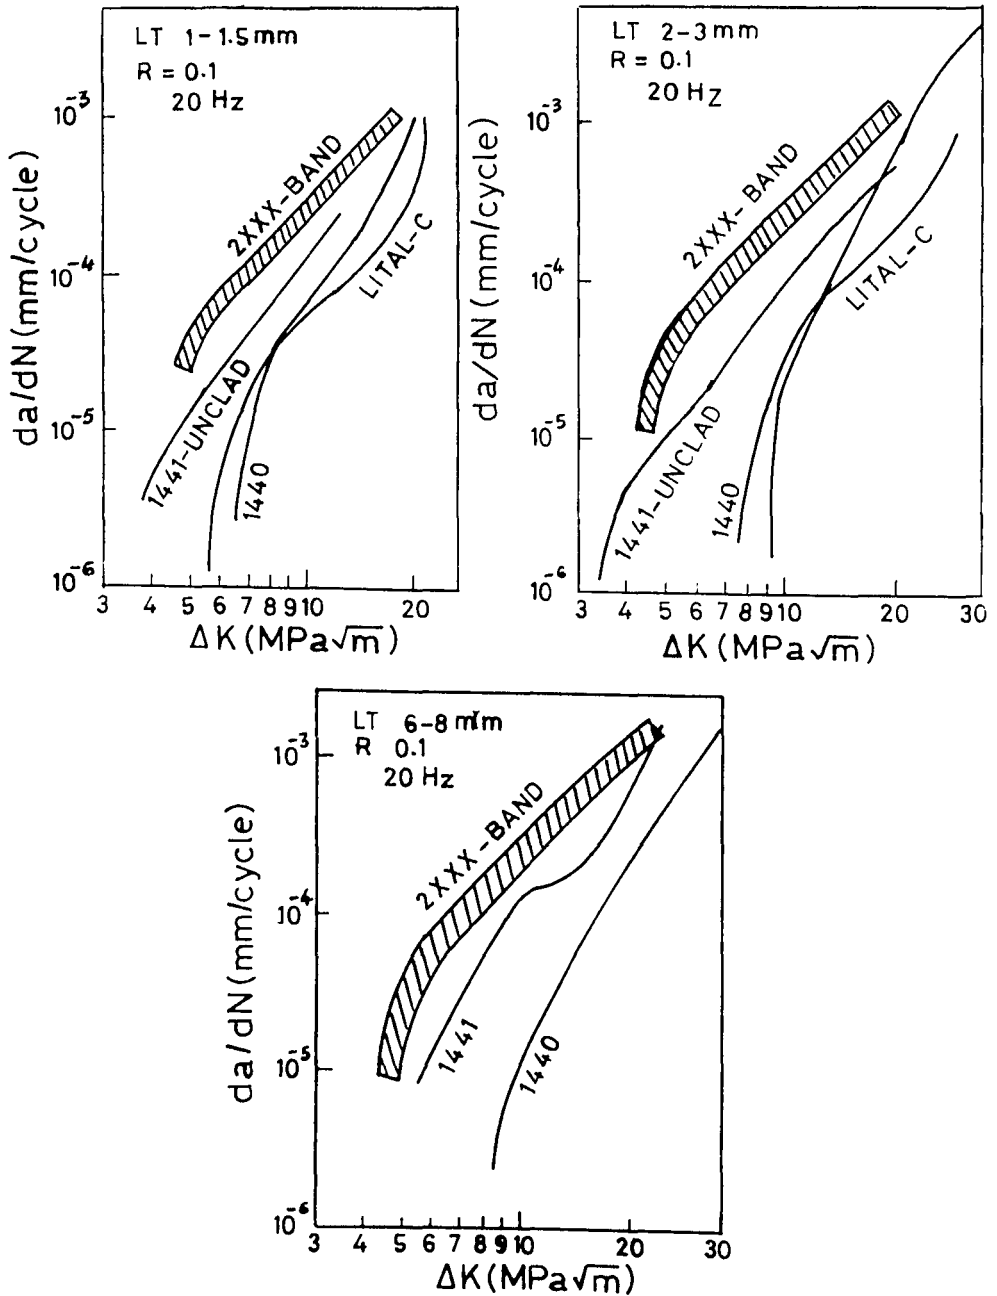 LT 1-1.5mm
R = 0.1
20 Hz
10-3
10-4
10-5
10-6
da/dN (mm/cycle)
2XXX-BAND
LITAL-C
1441-UNCLAD
1440
3 4 5 6 7 8 9 10 20
ΔK (MPa√m)
LT 2-3mm
R = 0.1
20 HZ
10-3
10-4
10-5
10-6
da/dN (mm/cycle)
2XXX-BAND
LITAL-C
1441-UNCLAD
1440
3 4 5 6 7 8 9 10 20 30
ΔK (MPa√m)
LT 6-8 mm
R 0.1
20 Hz
10-3
10-4
10-5
10-6
da/dN (mm/cycle)
2XXX-BAND
1441
1440
3 4 5 6 7 8 9 10 20 30
ΔK (MPa√m)